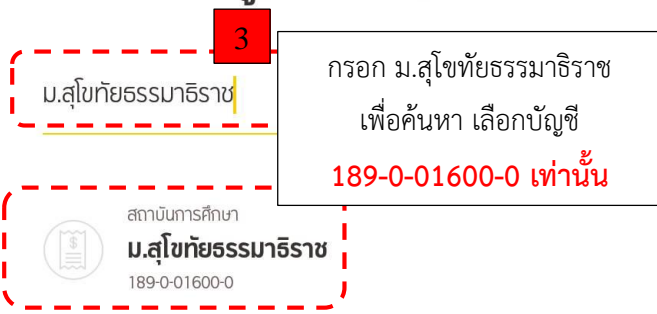 3
กรอก ม.สุโขทัยธรรมาธิราช
เพื่อค้นหา เลือกบัญชี
189-0-01600-0 เท่านั้น
ม.สุโขทัยธรรมาธิราช
สถาบันการศึกษา
ม.สุโขทัยธรรมาธิราช
189-0-01600-0